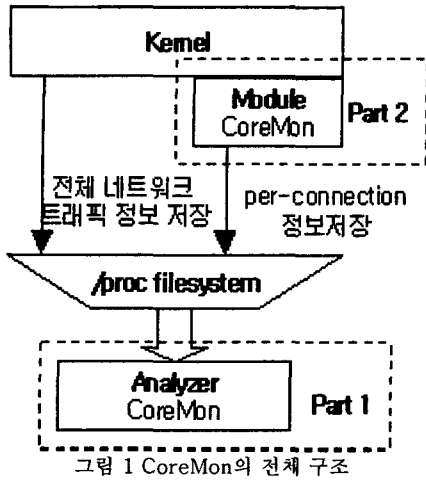 Kernel
Module
CoreMon
Part 2
전체 네트워크
트래픽 정보 저장
per-connection
정보저장
/proc filesystem
Analyzer
CoreMon
Part 1
그림 1 CoreMon의 전체 구조